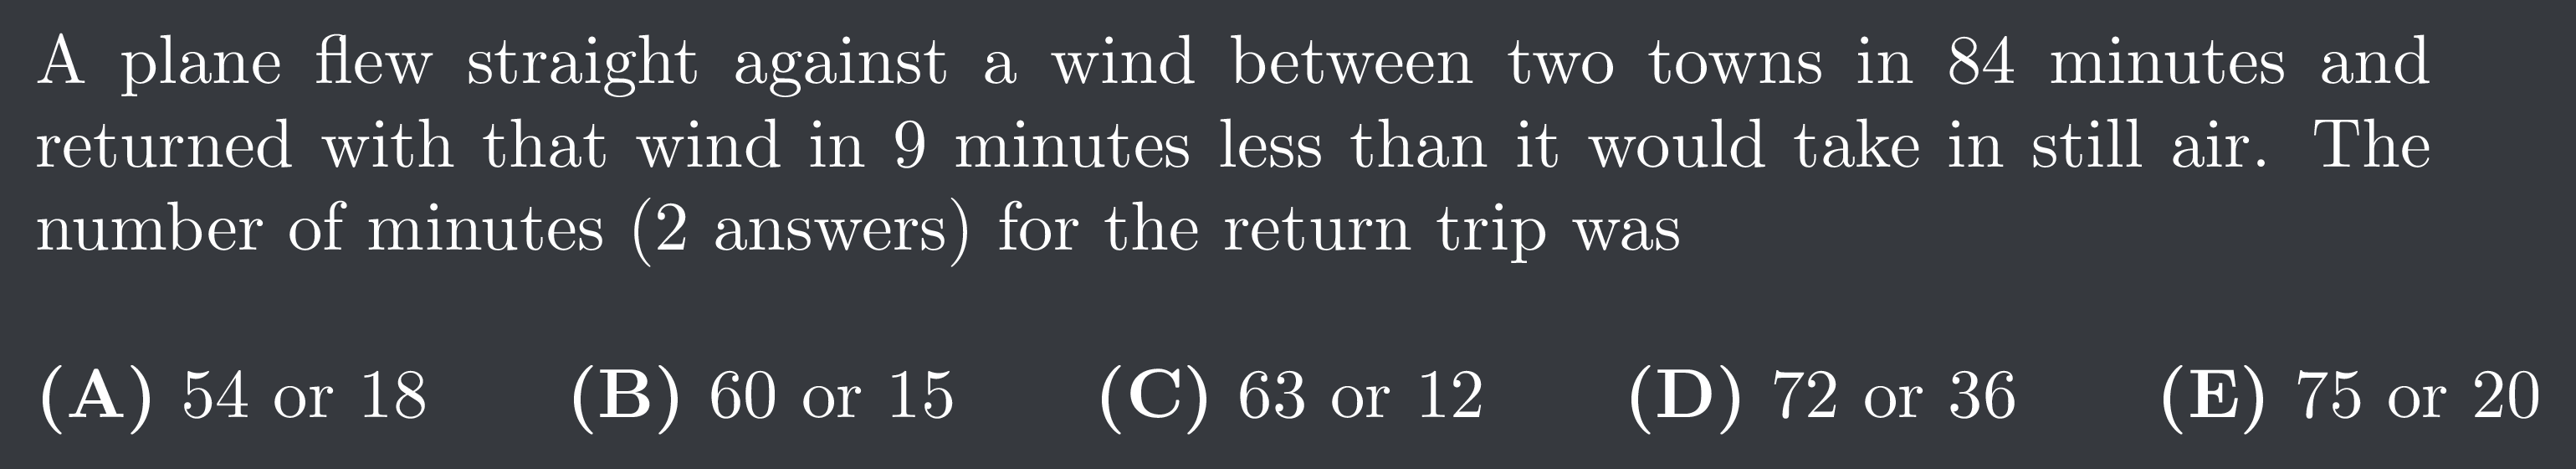 A plane flew straight against a wind between two towns in 84 minutes and
returned with that wind in 9 minutes less than it would take in still air. The
number of minutes (2 answers) for the return trip was
(A) 54 or 18 (B) 60 or 15 (C) 63 or 12 (D) 72 or 36 (E) 75 or 20